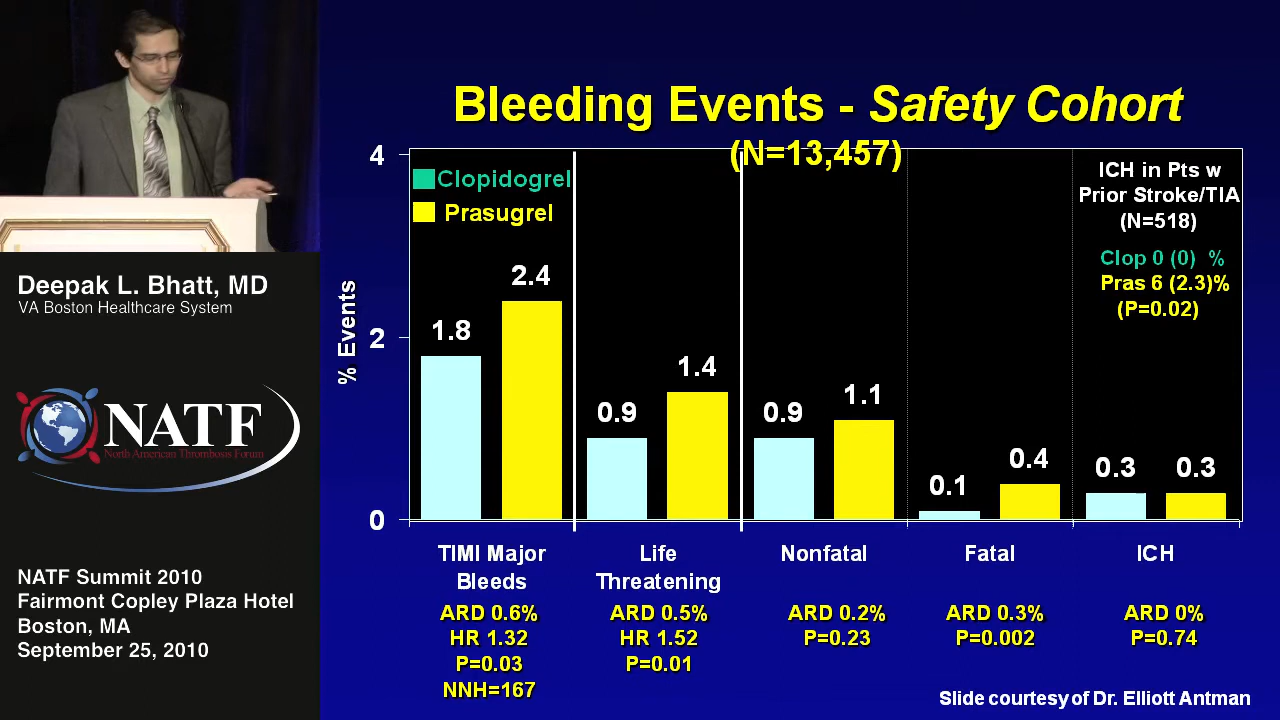 Bleeding Events - Safety Cohort
(N=13,457)
4
2
0
% Events
Clopidogrel
Prasugrel
1.8
2.4
0.9
1.4
0.9
1.1
0.1
0.4
0.3
0.3
ICH in Pts w
Prior Stroke/TIA
(N=518)
Clop 0 (0) %
Pras 6 (2.3)%
(P=0.02)
TIMI Major
Bleeds
ARD 0.6%
HR 1.32
P=0.03
NNH=167
Life
Threatening
ARD 0.5%
HR 1.52
P=0.01
Nonfatal
ARD 0.2%
P=0.23
Fatal
ARD 0.3%
P=0.002
ICH
ARD 0%
P=0.74
Slide courtesy of Dr. Elliott Antman
Deepak L. Bhatt, MD
VA Boston Healthcare System
NATF
North American Thrombosis Forum
NATF Summit 2010
Fairmont Copley Plaza Hotel
Boston, MA
September 25, 2010